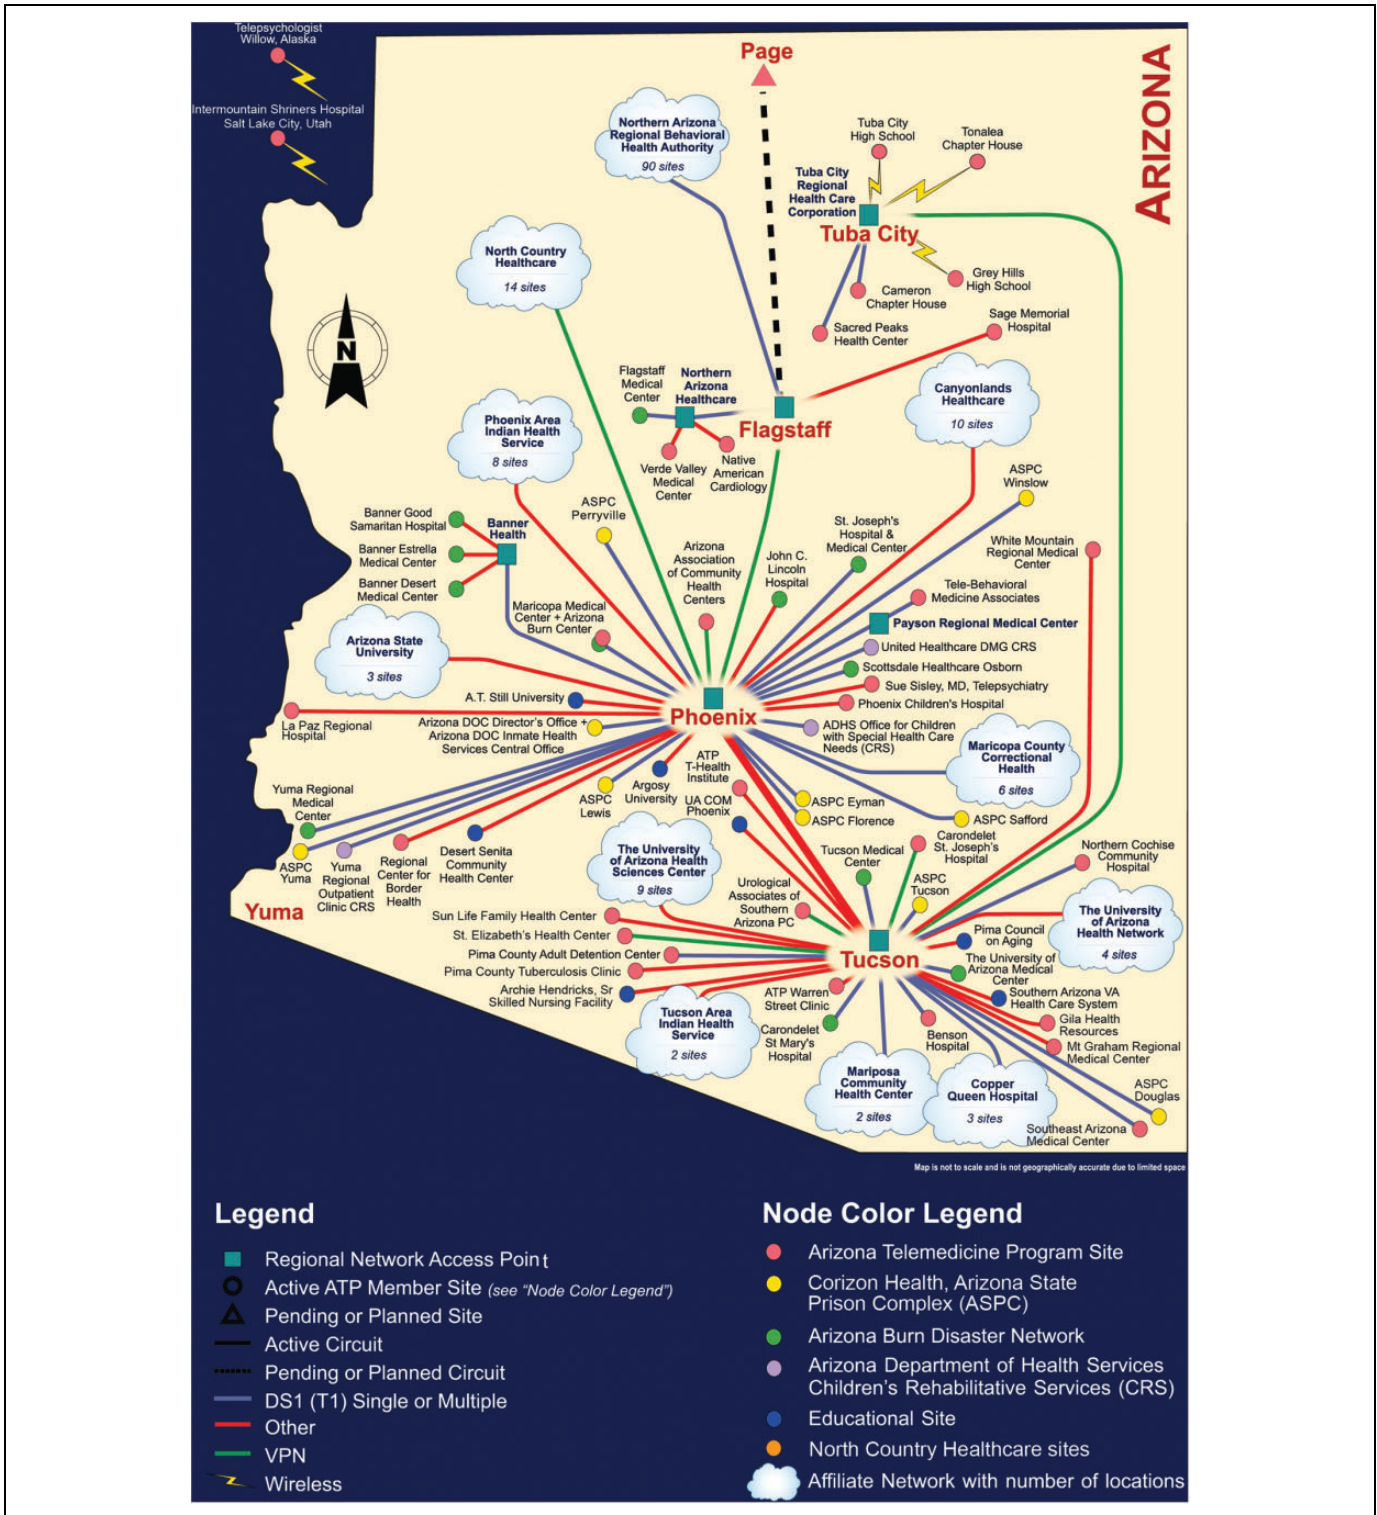 Telepsychologist
Willow, Alaska
Intermountain Shriners Hospital
Salt Lake City, Utah
ARIZONA
Page
Northern Arizona
Regional Behavioral
Health Authority
90 sites
Tuba City
High School
Tonalea
Chapter House
Tuba City
Regional
Health Care
Corporation
Tuba City
Grey Hills
High School
Cameron
Chapter House
Sacred Peaks
Health Center
Sage Memorial
Hospital
North Country
Healthcare
14 sites
N
Flagstaff
Medical
Center
Northern
Arizona
Healthcare
Flagstaff
Verde Valley
Medical
Center
Native
American
Cardiology
Canyonlands
Healthcare
10 sites
Phoenix Area
Indian Health
Service
8 sites
ASPC
Winslow
ASPC
Perryville
Banner Good
Samaritan Hospital
Banner
Health
Banner Estrella
Medical Center
Banner Desert
Medical Center
Arizona
Association
of Community
Health
Centers
John C.
Lincoln
Hospital
St. Joseph's
Hospital &
Medical Center
White Mountain
Regional Medical
Center
Tele-Behavioral
Medicine Associates
Maricopa Medical
Center + Arizona
Burn Center
Payson Regional Medical Center
Arizona State
University
3 sites
United Healthcare DMG CRS
Scottsdale Healthcare Osborn
Sue Sisley, MD, Telepsychiatry
A.T. Still University
Phoenix Children's Hospital
Phoenix
La Paz Regional
Hospital
Arizona DOC Director's Office +
Arizona DOC Inmate Health
Services Central Office
ADHS Office for Children
with Special Health Care
Needs (CRS)
Maricopa County
Correctional
Health
6 sites
ATP
T-Health
Institute
Argosy
University
UA COM
Phoenix
ASPC
Lewis
ASPC Eyman
ASPC Florence
ASPC Safford
Yuma Regional
Medical
Center
ASPC
Yuma
Yuma
Regional
Outpatient
Clinic CRS
Regional
Center for
Border
Health
Desert Senita
Community
Health Center
Yuma
The University
of Arizona Health
Sciences Center
9 sites
Tucson Medical
Center
Carondelet
St. Joseph's
Hospital
Northern Cochise
Community
Hospital
ASPC
Tucson
Urological
Associates of
Southern
Arizona PC
The University
of Arizona
Health Network
4 sites
Sun Life Family Health Center
St. Elizabeth's Health Center
Pima County Adult Detention Center
Pima County Tuberculosis Clinic
Archie Hendricks, Sr
Skilled Nursing Facility
Tucson
Pima Council
on Aging
The University of
Arizona Medical
Center
Southern Arizona VA
Health Care System
Gila Health
Resources
Mt Graham Regional
Medical Center
ATP Warren
Street Clinic
Carondelet
St Mary's
Hospital
Benson
Hospital
Tucson Area
Indian Health
Service
2 sites
Mariposa
Community
Health Center
2 sites
Copper
Queen Hospital
3 sites
ASPC
Douglas
Southeast Arizona
Medical Center
Map is not to scale and is not geographically accurate due to limited space
Legend
Regional Network Access Point
Active ATP Member Site (see “Node Color Legend”)
Pending or Planned Site
Active Circuit
Pending or Planned Circuit
DS1 (T1) Single or Multiple
Other
VPN
Wireless
Node Color Legend
Arizona Telemedicine Program Site
Corizon Health, Arizona State
Prison Complex (ASPC)
Arizona Burn Disaster Network
Arizona Department of Health Services
Children's Rehabilitative Services (CRS)
Educational Site
North Country Healthcare sites
Affiliate Network with number of locations